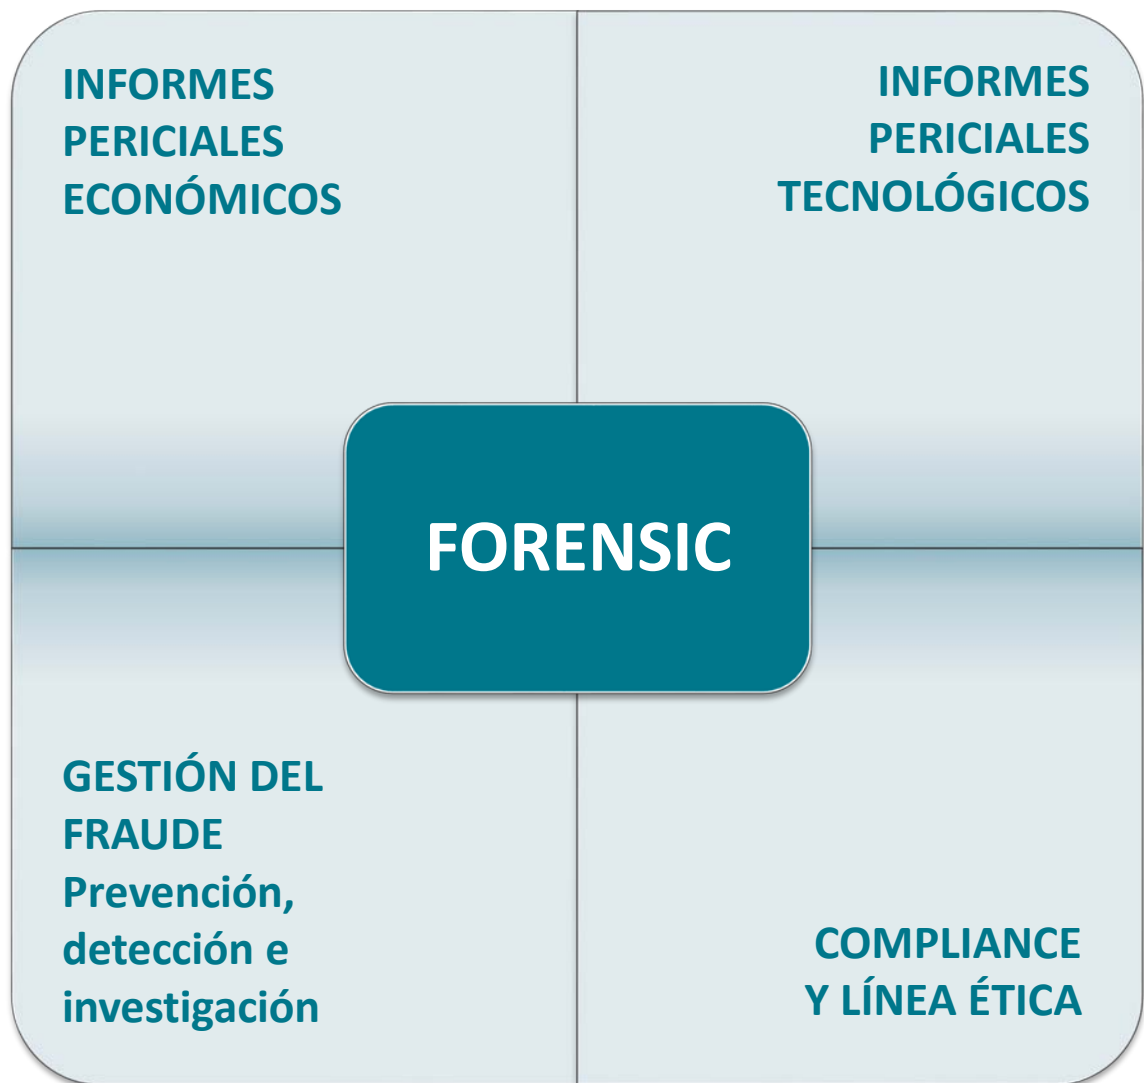 INFORMES
PERICIALES
ECONÓMICOS
INFORMES
PERICIALES
TECNOLÓGICOS
FORENSIC
GESTIÓN DEL
FRAUDE
Prevención,
detección e
investigación
COMPLIANCE
Y LÍNEA ÉTICA